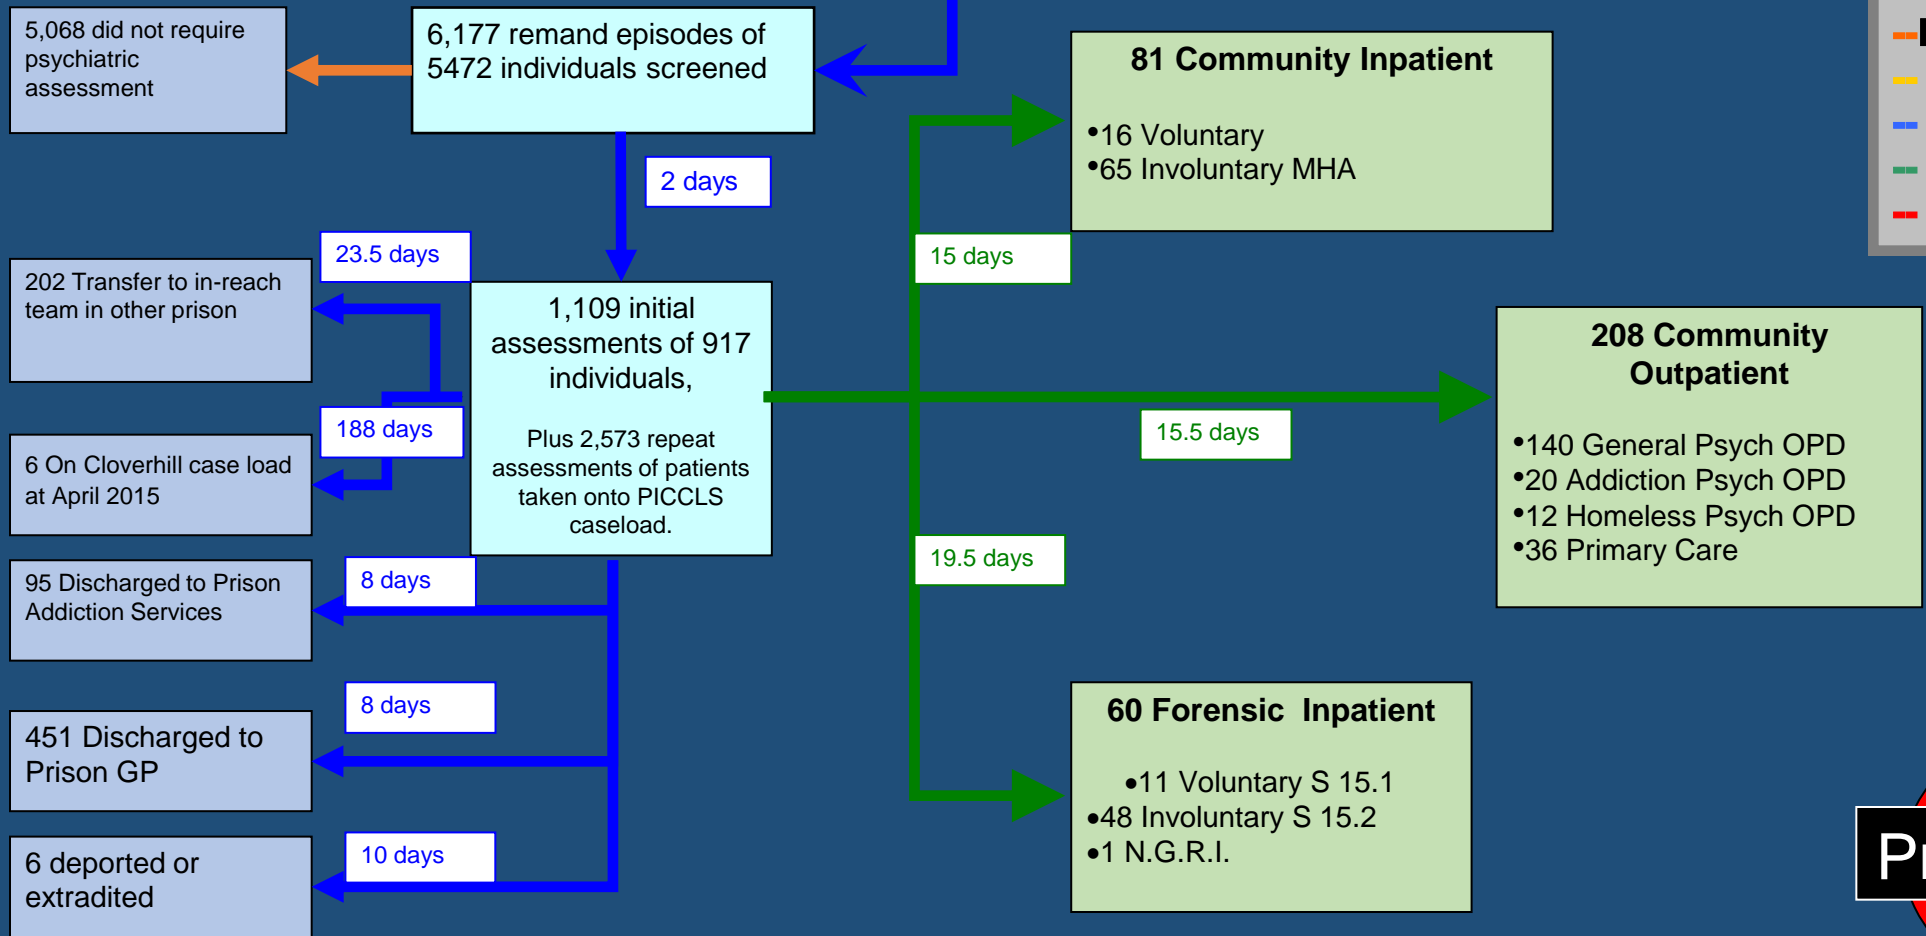 5,068 did not require
psychiatric
assessment
6,177 remand episodes of
5472 individuals screened
81 Community Inpatient
•16 Voluntary
•65 Involuntary MHA
2 days
23.5 days
15 days
202 Transfer to in-reach
team in other prison
1,109 initial
assessments of 917
individuals,
Plus 2,573 repeat
assessments of patients
taken onto PICCLS
caseload.
188 days
6 On Cloverhill case load
at April 2015
15.5 days
208 Community
Outpatient
•140 General Psych OPD
•20 Addiction Psych OPD
•12 Homeless Psych OPD
•36 Primary Care
19.5 days
95 Discharged to Prison
Addiction Services
8 days
451 Discharged to
Prison GP
8 days
60 Forensic  Inpatient
•11 Voluntary S 15.1
•48 Involuntary S 15.2
•1 N.G.R.I.
6 deported or
extradited
10 days